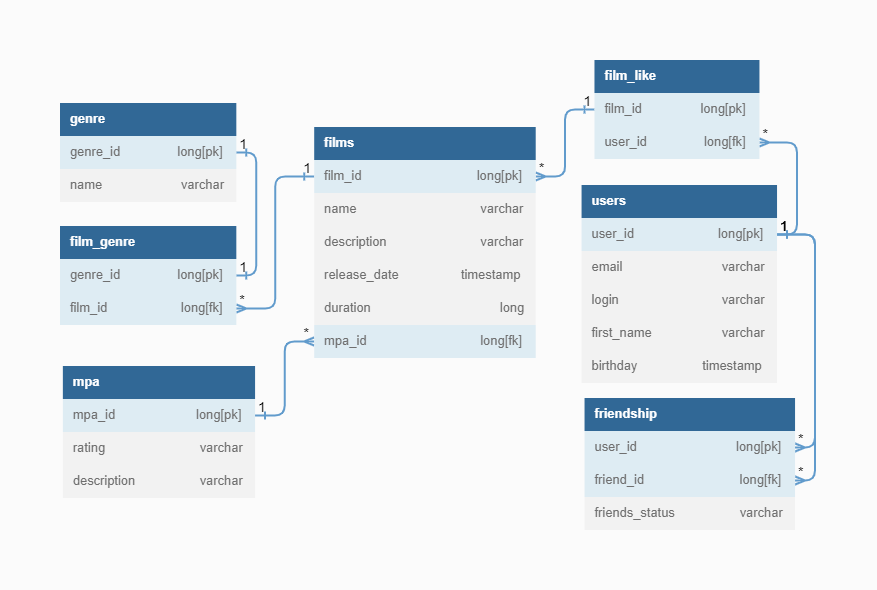 genre
genre_id long[pk]
name varchar
1
film_genre
genre_id long[pk]
film_id long[fk]
1
*
mpa
mpa_id long[pk]
rating varchar
description varchar
1
films
film_id long[pk]
name varchar
description varchar
release_date timestamp
duration long
mpa_id long[fk]
1
*
*
film_like
film_id long[pk]
user_id long[fk]
1
*
users
user_id long[pk]
email varchar
login varchar
first_name varchar
birthday timestamp
1
friendship
user_id long[pk]
friend_id long[fk]
friends_status varchar
*
*